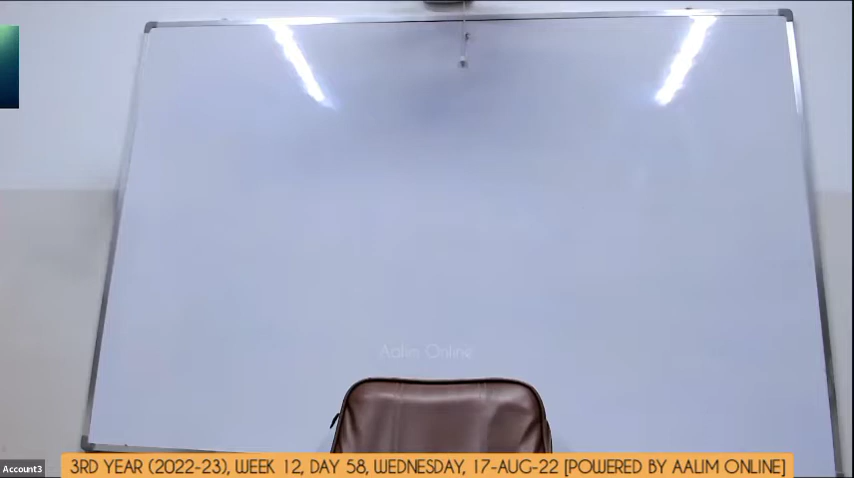 Aalim Online
Account3
3RD YEAR (2022-23), WEEK 12, DAY 58, WEDNESDAY, 17-AUG-22 [POWERED BY AALIM ONLINE]